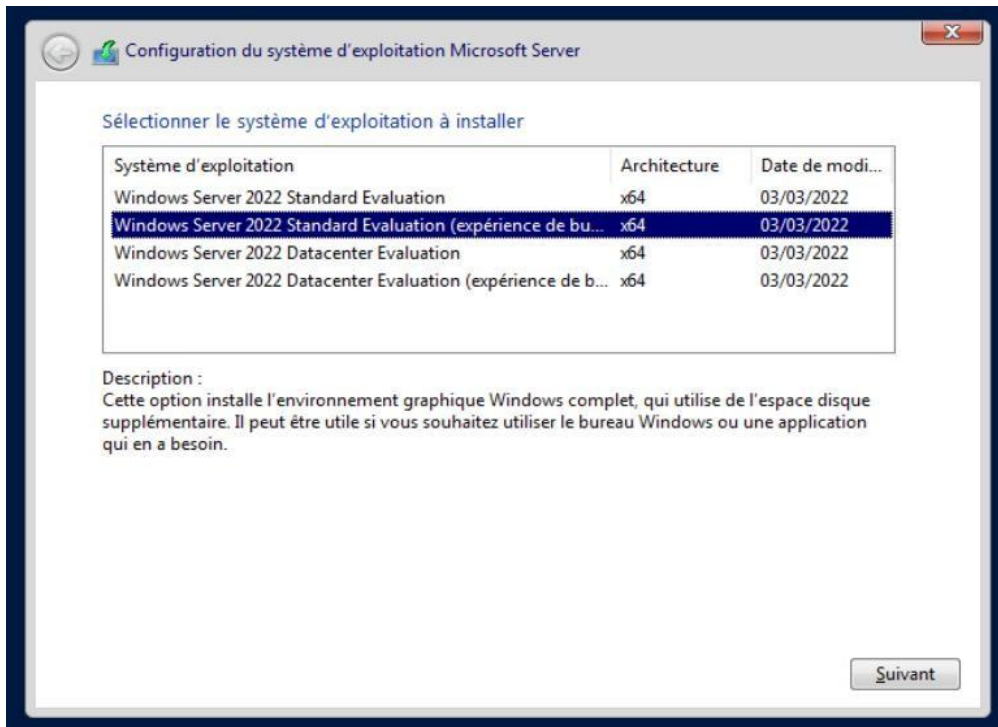 Configuration du système d'exploitation Microsoft Server
Sélectionner le système d'exploitation à installer
Système d'exploitation Architecture Date de modi...
Windows Server 2022 Standard Evaluation x64 03/03/2022
Windows Server 2022 Standard Evaluation (expérience de bu... x64 03/03/2022
Windows Server 2022 Datacenter Evaluation x64 03/03/2022
Windows Server 2022 Datacenter Evaluation (expérience de b... x64 03/03/2022
Description :
Cette option installe l'environnement graphique Windows complet, qui utilise de l'espace disque
supplémentaire. Il peut être utile si vous souhaitez utiliser le bureau Windows ou une application
qui en a besoin.
Suivant